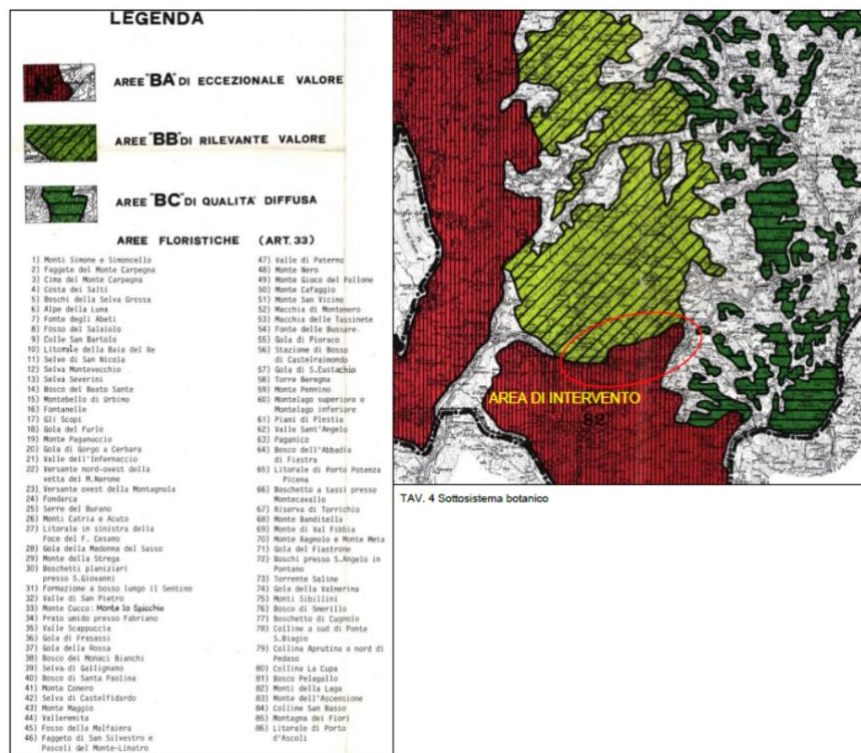 LEGENDA
AREE "BA" DI ECCEZIONALE VALORE
AREE "BB" DI RILEVANTE VALORE
AREE "BC" DI QUALITA' DIFFUSA
AREE FLORISTICHE (ART. 33)
1) Monti Simone e Simoncello
2) Faggete del Monte Carpegna
3) Cima del Monte Carpegna
4) Costa dei Salti
5) Boschi della Selva Grossa
6) Alpe della Luna
7) Fonte degli Abeti
8) Fosso del Salaiolo
9) Colle San Bartolo
10) Litorale della Baia del Re
11) Selve di San Nicola
12) Selva Montevecchio
13) Selva Severini
14) Bosco del Beato Sante
15) Montebello di Urbino
16) Fontanelle
17) Gli Scopi
18) Gola del Furlo
19) Monte Paganuccio
20) Gola di Gorgo a Cerbara
21) Valle dell'Infernaccio
22) Versante nord-ovest della
vetta del M.Nerone
23) Versante ovest della Montagnola
24) Fondarca
25) Serre del Burano
26) Monti Catria e Acuto
27) Litorale in sinistra della
Foce del F. Cesano
28) Gola della Madonna del Sasso
29) Monte della Strega
30) Boschetti planiziari
presso S.Giovanni
31) Formazione a bosso lungo il Sentino
32) Valle di San Pietro
33) Monte Cucco: Monte lo Spicchio
34) Prato umido presso Fabriano
35) Valle Scappuccia
36) Gola di Frasassi
37) Gola della Rossa
38) Bosco dei Monaci Bianchi
39) Selva di Gallignano
40) Bosco di Santa Paolina
41) Monte Conero
42) Selva di Castelfidardo
43) Monte Maggio
44) Valleremita
45) Fosso della Malfaiera
46) Faggeto di San Silvestro e
Pascoli del Monte-Linatro
47) Valle di Paterno
48) Monte Nero
49) Monte Gioco del Pallone
50) Monte Cafaggio
51) Monte San Vicino
52) Macchia di Montenero
53) Macchia delle Tassinete
54) Fonte delle Bussare
55) Gola di Pioraco
56) Stazione di Bosso
di Castelraimondo
57) Gola di S.Eustachio
58) Torre Beregna
59) Monte Pennino
60) Montelago superiore e
Montelago inferiore
61) Piani di Plestia
62) Valle Sant'Angelo
63) Paganico
64) Bosco dell'Abbadia
di Fiastra
65) Litorale di Porto Potenza
Picena
66) Boschetto a tassi presso
Montecavallo
67) Riserva di Torricchio
68) Monte Banditella
69) Monte di Val Fibbia
70) Monte Ragnolo e Monte Meta
71) Gola del Fiastrone
72) Boschi presso S.Angelo in
Pontano
73) Torrente Saline
74) Gola della Valnerina
75) Monti Sibillini
76) Bosco di Smerillo
77) Boschetto di Cugnolo
78) Colline a sud di Ponte
S.Biagio
79) Collina Aprutina a nord di
Pedaso
80) Collina La Cupa
81) Bosco Pelagallo
82) Monti della Laga
83) Monte dell'Ascensione
84) Colline San Basso
85) Montagna dei Fiori
86) Litorale di Porto
d'Ascoli
AREA DI INTERVENTO
TAV. 4 Sottosistema botanico